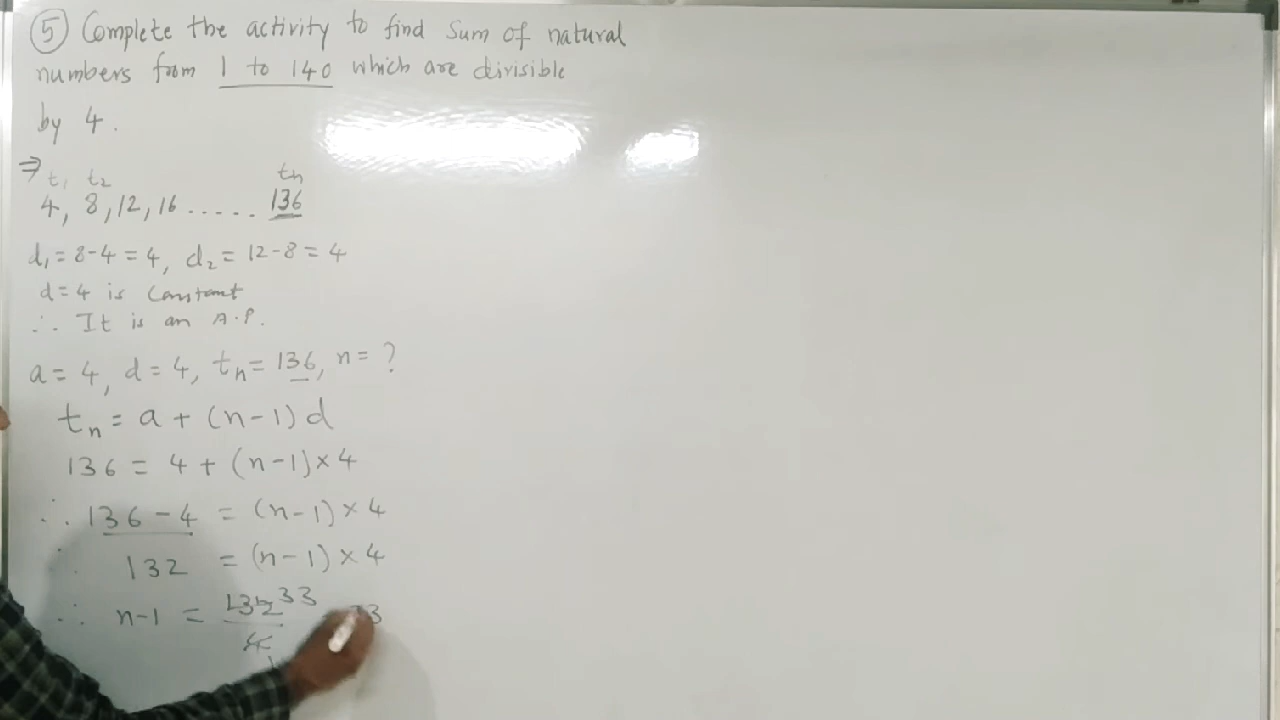 ⑤ Complete the activity to find Sum of natural
numbers from 1 to 140 which are divisible
by 4.
⇒ t₁ t₂ tₙ
4, 8, 12, 16 ..... 136
d₁ = 8-4 = 4, d₂ = 12-8 = 4
d = 4 is Constant
∴ It is an A.P.
a = 4, d = 4, tₙ = 136, n = ?
tₙ = a + (n-1) d
136 = 4 + (n-1)×4
∴ 136-4 = (n-1)×4
∴ 132 = (n-1)×4
∴ n-1 = 132/4 33